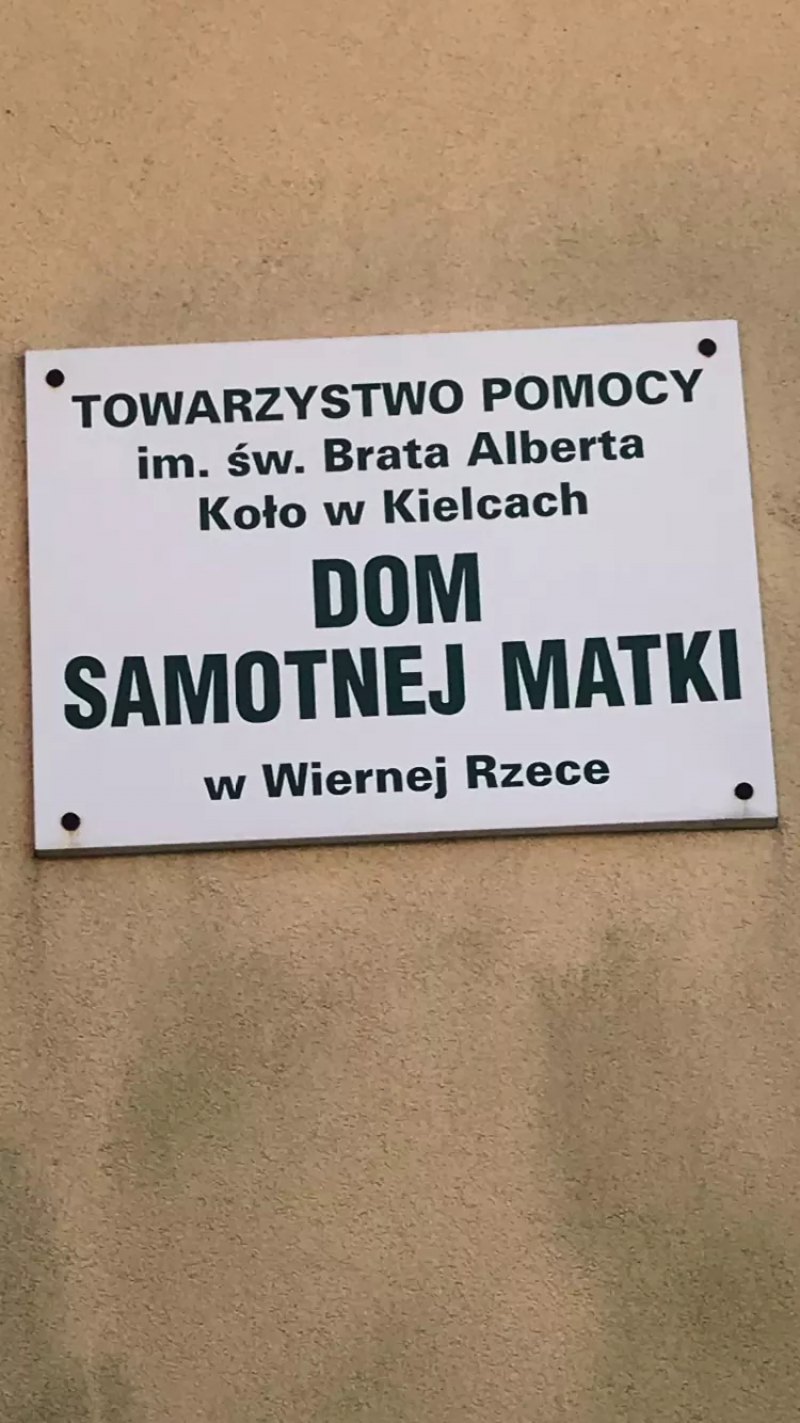 TOWARZYSTWO POMOCY
im. św. Brata Alberta
Koło w Kielcach
DOM
SAMOTNEJ MATKI
w Wiernej Rzece